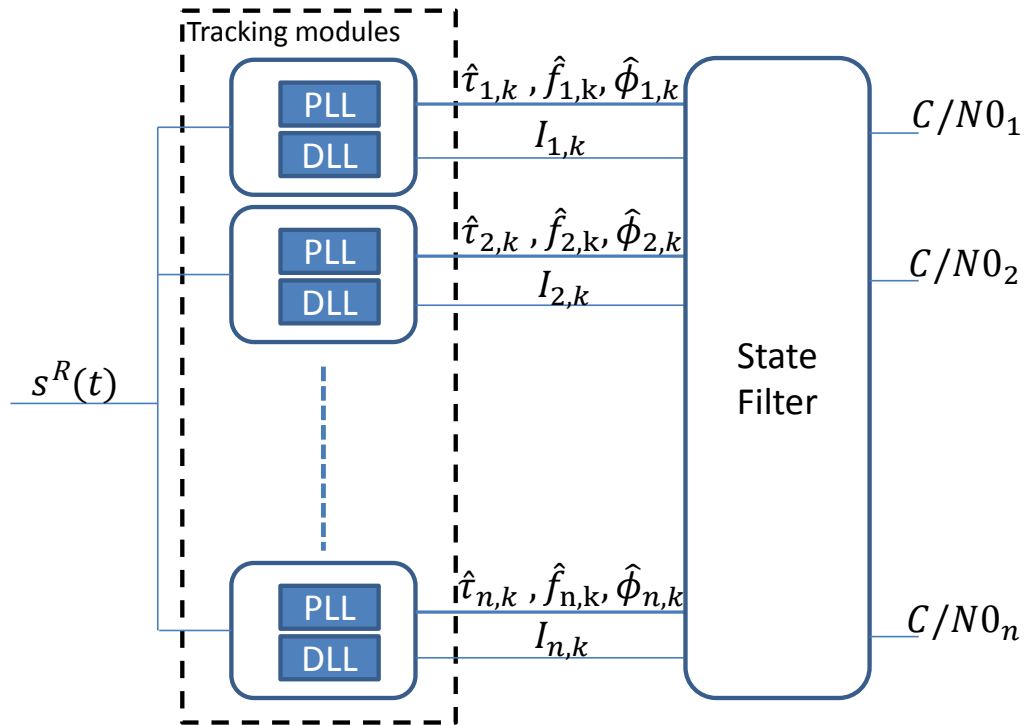 Tracking modules
PLL
DLL
τ̂₁,ₖ , f̂₁,ₖ, ϕ̂₁,ₖ
I₁,ₖ
C/N0₁
PLL
DLL
τ̂₂,ₖ , f̂₂,ₖ, ϕ̂₂,ₖ
I₂,ₖ
C/N0₂
sᴿ(t)
State
Filter
PLL
DLL
τ̂ₙ,ₖ , f̂ₙ,ₖ, ϕ̂ₙ,ₖ
Iₙ,ₖ
C/N0ₙ